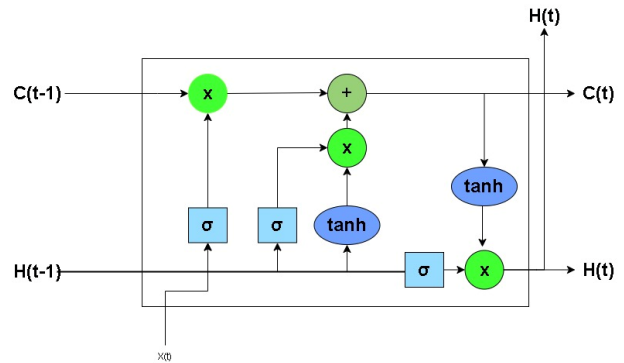 H(t)
C(t-1)
x
+
C(t)
x
tanh
σ
σ
tanh
H(t-1)
σ
x
H(t)
X(t)